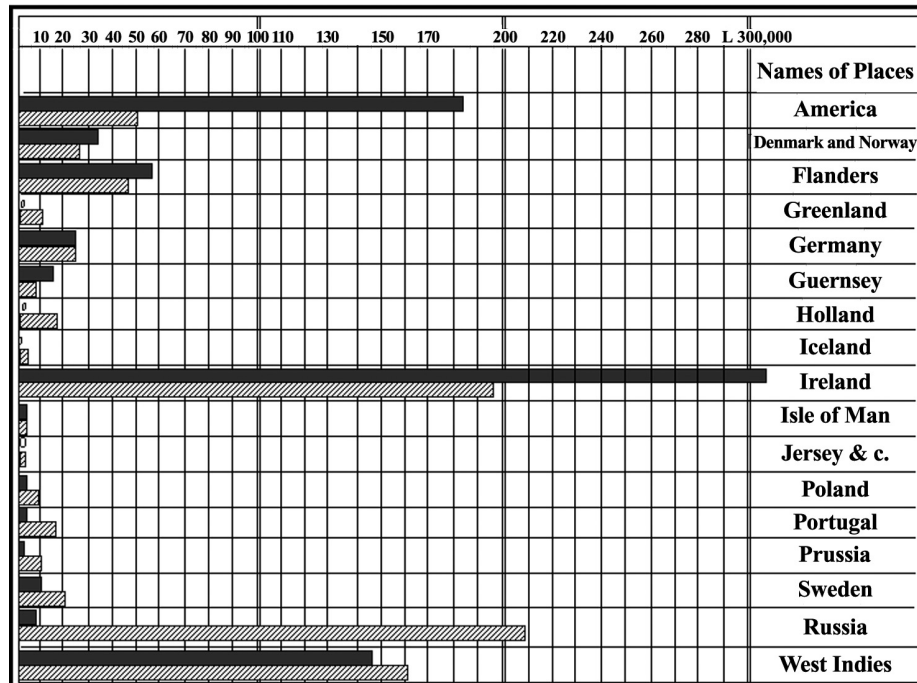 10 20 30 40 50 60 70 80 90 100 110 130 150 170 200 220 240 260 280 L 300,000
Names of Places
America
Denmark and Norway
Flanders
Greenland
Germany
Guernsey
Holland
Iceland
Ireland
Isle of Man
Jersey & c.
Poland
Portugal
Prussia
Sweden
Russia
West Indies